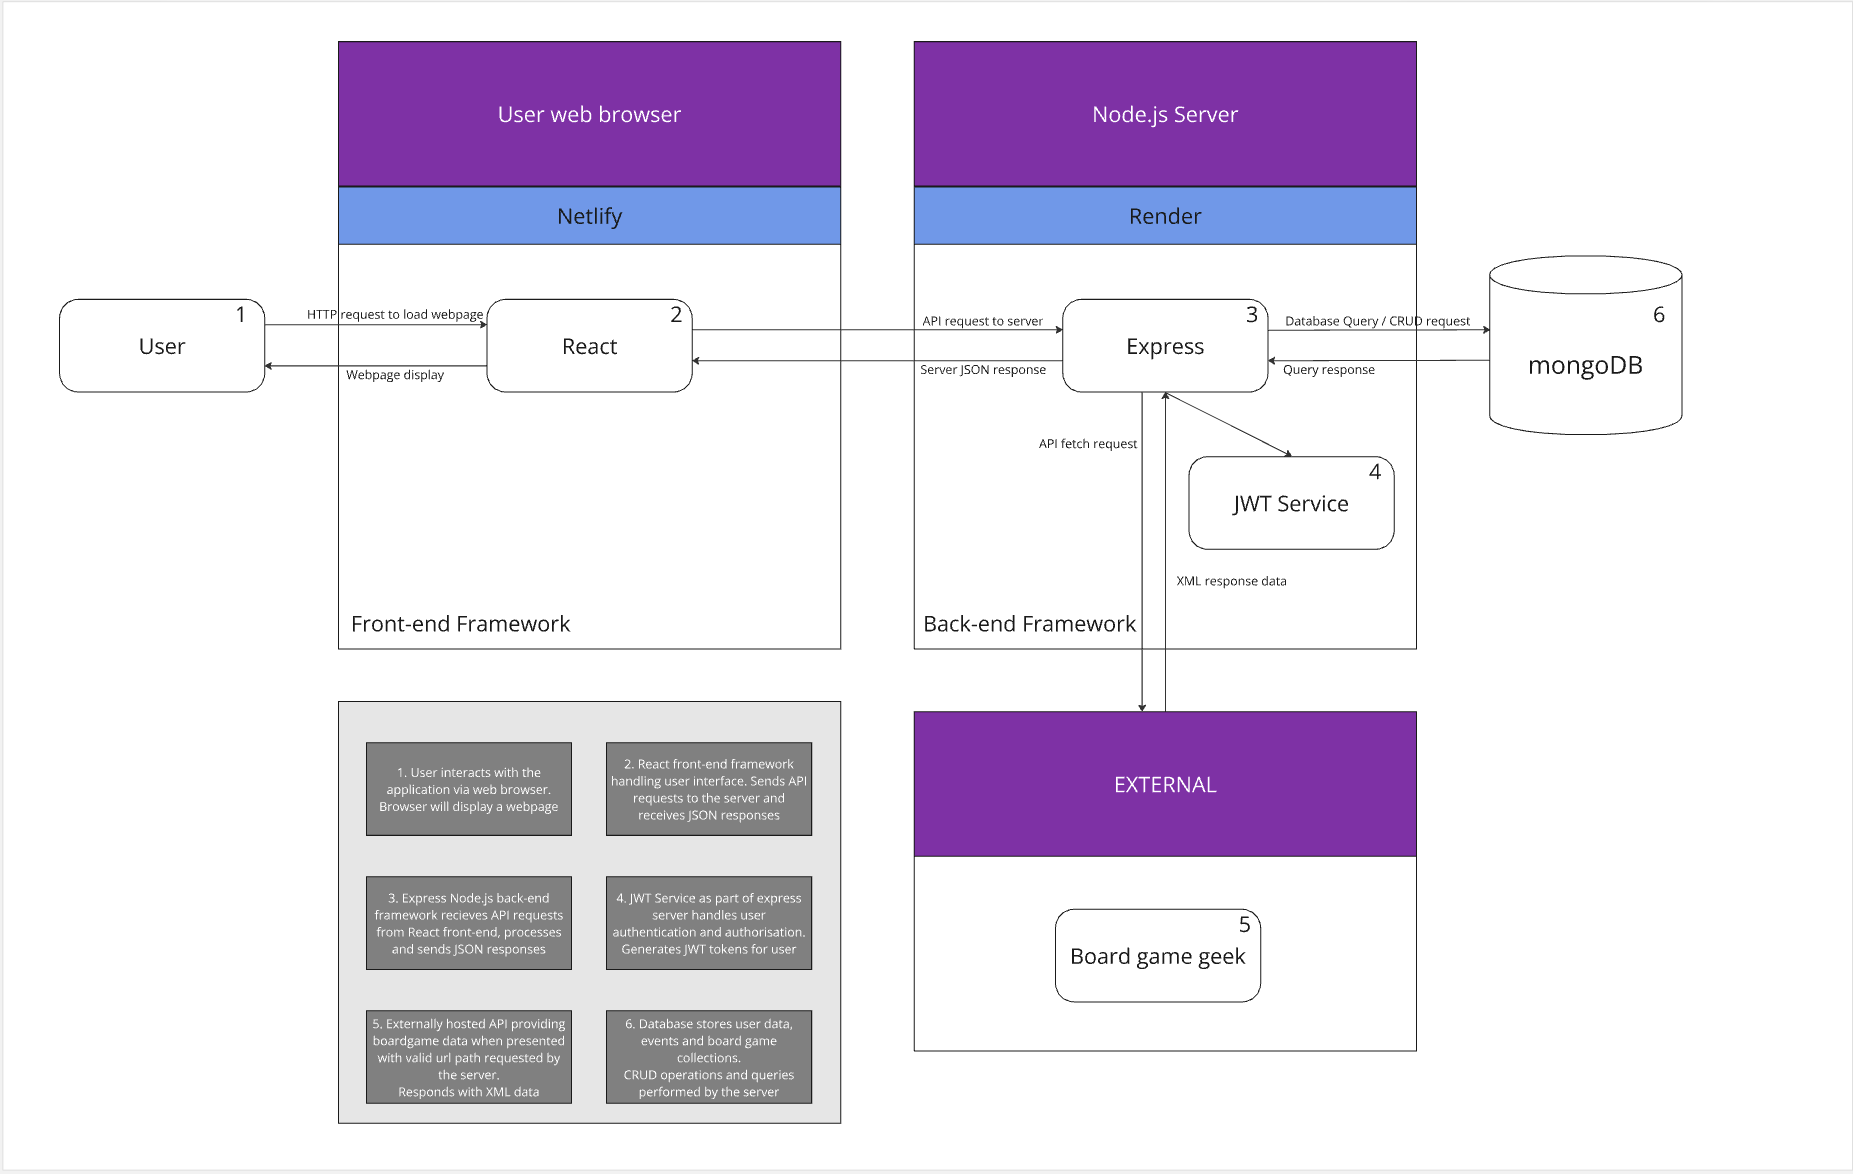 User web browser
Node.js Server
Netlify
Render
1
User
HTTP request to load webpage
Webpage display
2
React
API request to server
Server JSON response
3
Express
Database Query / CRUD request
Query response
6
mongoDB
API fetch request
4
JWT Service
XML response data
Front-end Framework
Back-end Framework
1. User interacts with the
application via web browser.
Browser will display a webpage
2. React front-end framework
handling user interface. Sends API
requests to the server and
receives JSON responses
3. Express Node.js back-end
framework recieves API requests
from React front-end, processes
and sends JSON responses
4. JWT Service as part of express
server handles user
authentication and authorisation.
Generates JWT tokens for user
5. Externally hosted API providing
boardgame data when presented
with valid url path requested by
the server.
Responds with XML data
6. Database stores user data,
events and board game
collections.
CRUD operations and queries
performed by the server
EXTERNAL
5
Board game geek